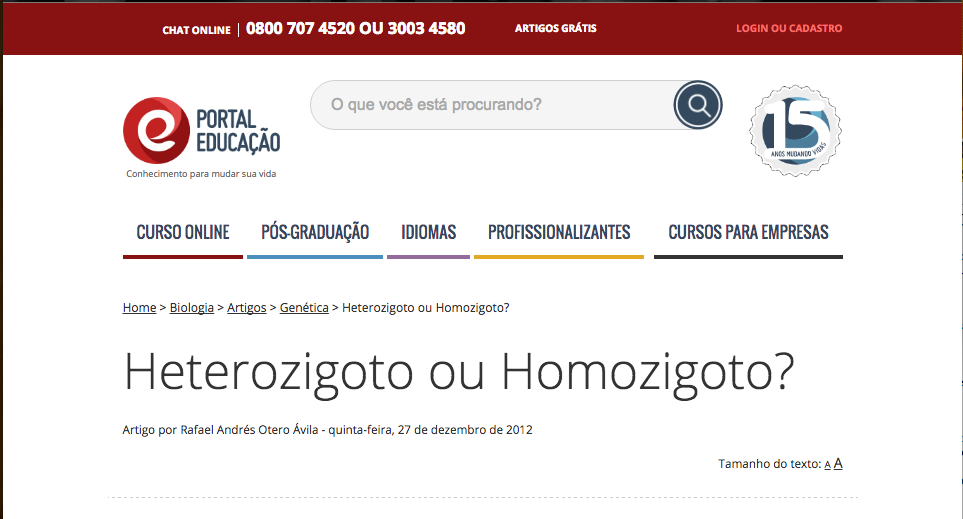 CHAT ONLINE | 0800 707 4520 OU 3003 4580 ARTIGOS GRÁTIS LOGIN OU CADASTRO
O que você está procurando?
e PORTAL EDUCAÇÃO
Conhecimento para mudar sua vida
15
ANOS MUDANDO VIDAS
CURSO ONLINE PÓS-GRADUAÇÃO IDIOMAS PROFISSIONALIZANTES CURSOS PARA EMPRESAS
Home > Biologia > Artigos > Genética > Heterozigoto ou Homozigoto?
Heterozigoto ou Homozigoto?
Artigo por Rafael Andrés Otero Ávila - quinta-feira, 27 de dezembro de 2012
Tamanho do texto: A A